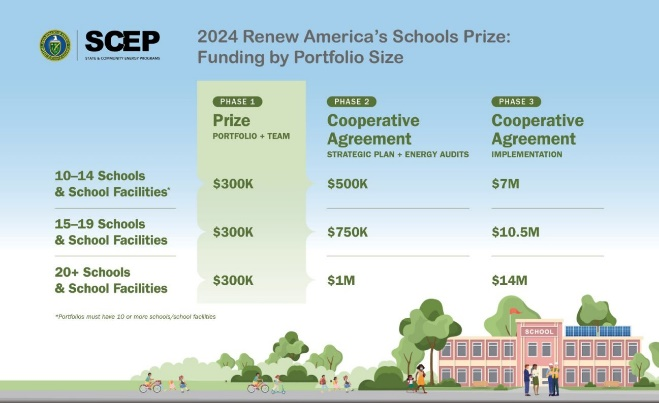 SCEP
STATE & COMMUNITY ENERGY PROGRAMS
2024 Renew America's Schools Prize:
Funding by Portfolio Size
PHASE 1
Prize
PORTFOLIO + TEAM
PHASE 2
Cooperative
Agreement
STRATEGIC PLAN + ENERGY AUDITS
PHASE 3
Cooperative
Agreement
IMPLEMENTATION
10–14 Schools
& School Facilities*
$300K
$500K
$7M
15–19 Schools
& School Facilities
$300K
$750K
$10.5M
20+ Schools
& School Facilities
$300K
$1M
$14M
*Portfolios must have 10 or more schools/school facilities
SCHOOL